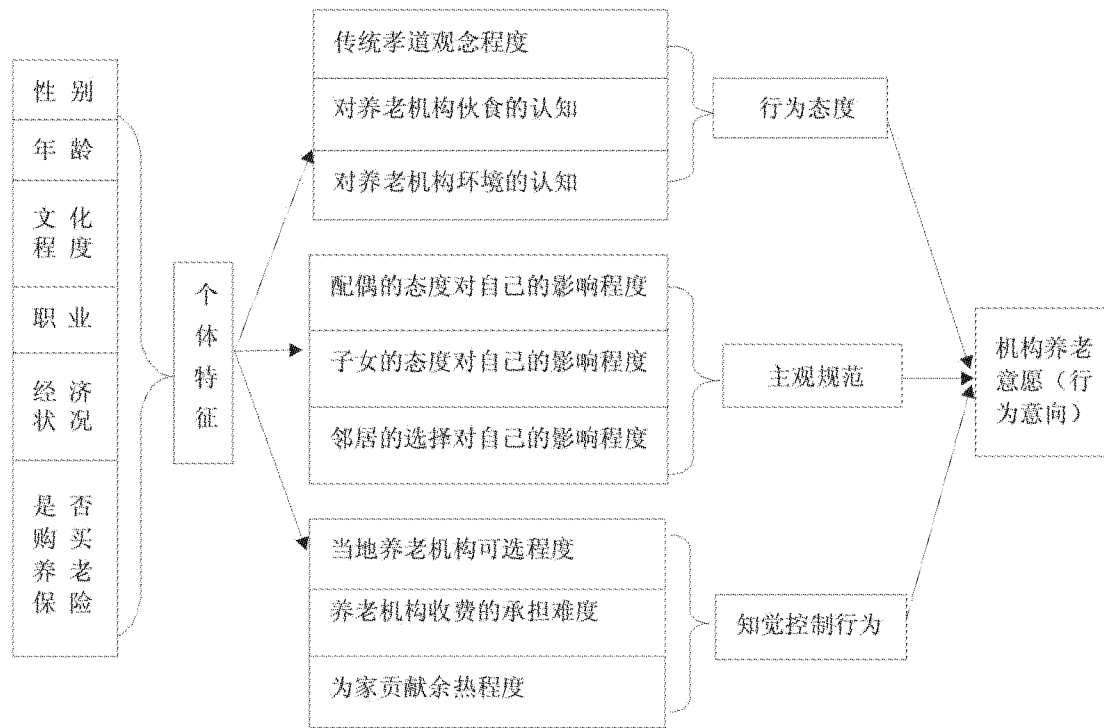 性 别
年 龄
文 化
程 度
职 业
经 济
状 况
是 否
购 买
养 老
保 险
个
体
特
征
传统孝道观念程度
对养老机构伙食的认知
对养老机构环境的认知
配偶的态度对自己的影响程度
子女的态度对自己的影响程度
邻居的选择对自己的影响程度
当地养老机构可选程度
养老机构收费的承担难度
为家贡献余热程度
行为态度
主观规范
知觉控制行为
机构养老
意愿（行
为意向）